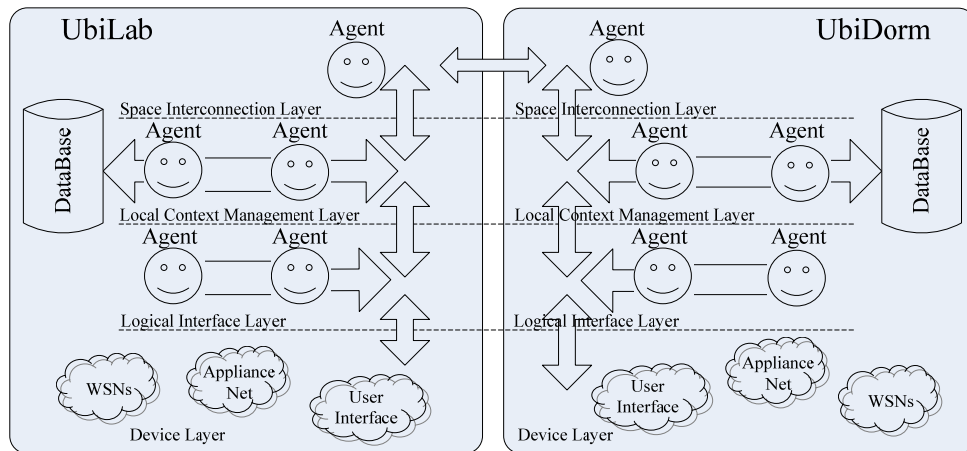 UbiLab
Agent
Space Interconnection Layer
DataBase
Agent
Agent
Local Context Management Layer
Agent
Agent
Logical Interface Layer
WSNs
Appliance
Net
User
Interface
Device Layer
UbiDorm
Agent
Space Interconnection Layer
Agent
Agent
DataBase
Local Context Management Layer
Agent
Agent
Logical Interface Layer
User
Interface
Appliance
Net
WSNs
Device Layer